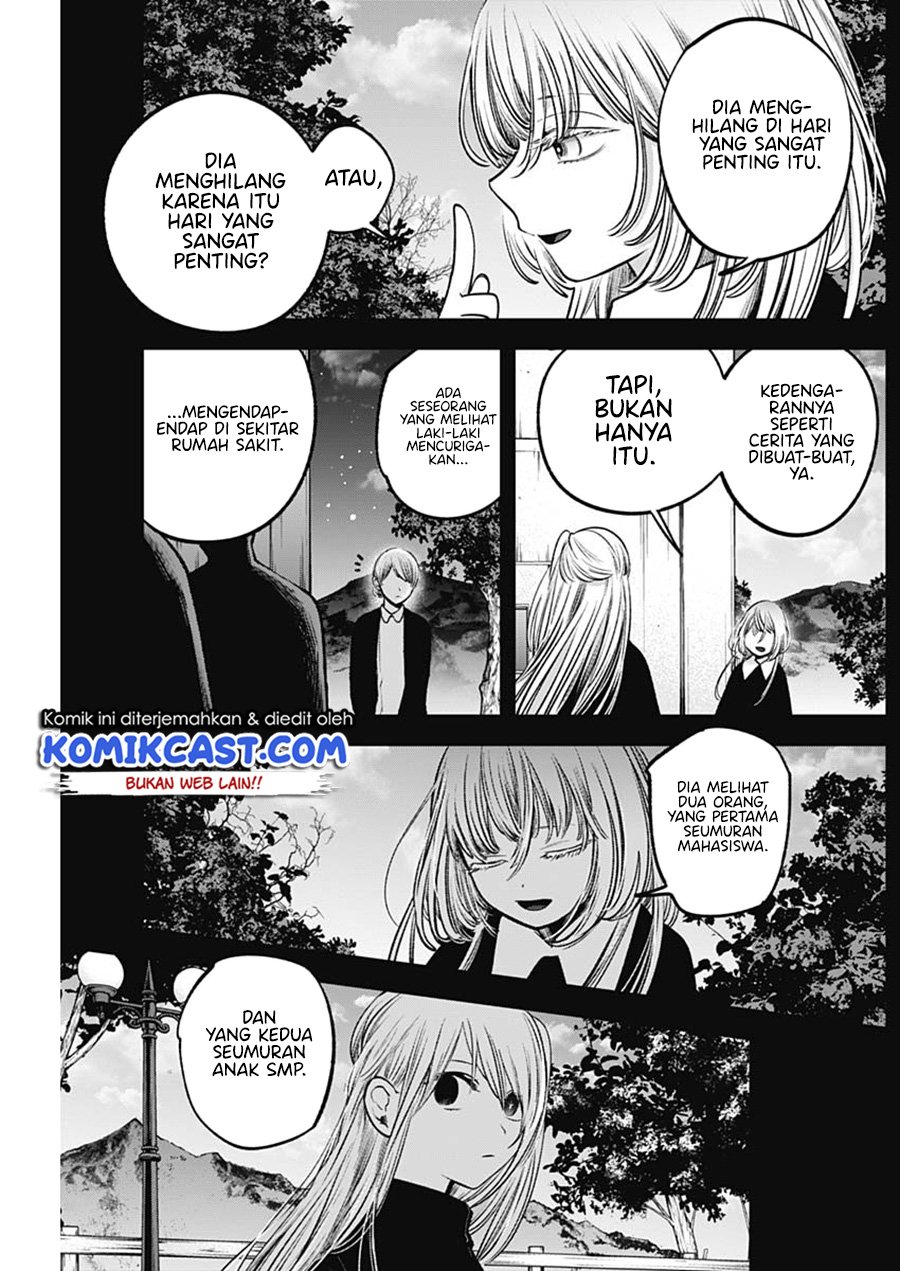 DIA MENG-
HILANG DI HARI
YANG SANGAT
PENTING ITU.
ATAU,
DIA
MENGHILANG
KARENA ITU
HARI YANG
SANGAT
PENTING?
KEDENGA-
RANNYA
SEPERTI
CERITA YANG
DIBUAT-BUAT,
YA.
TAPI,
BUKAN
HANYA
ITU.
ADA
SESEORANG
YANG MELIHAT
LAKI-LAKI
MENCURIGA-
KAN...
...MENGENDAP-
ENDAP DI SEKITAR
RUMAH SAKIT.
Komik ini diterjemahkan & diedit oleh
KOMIKCAST.COM
BUKAN WEB LAIN!!
DIA MELIHAT
DUA ORANG,
YANG PERTAMA
SEUMURAN
MAHASISWA.
DAN
YANG KEDUA
SEUMURAN
ANAK SMP.